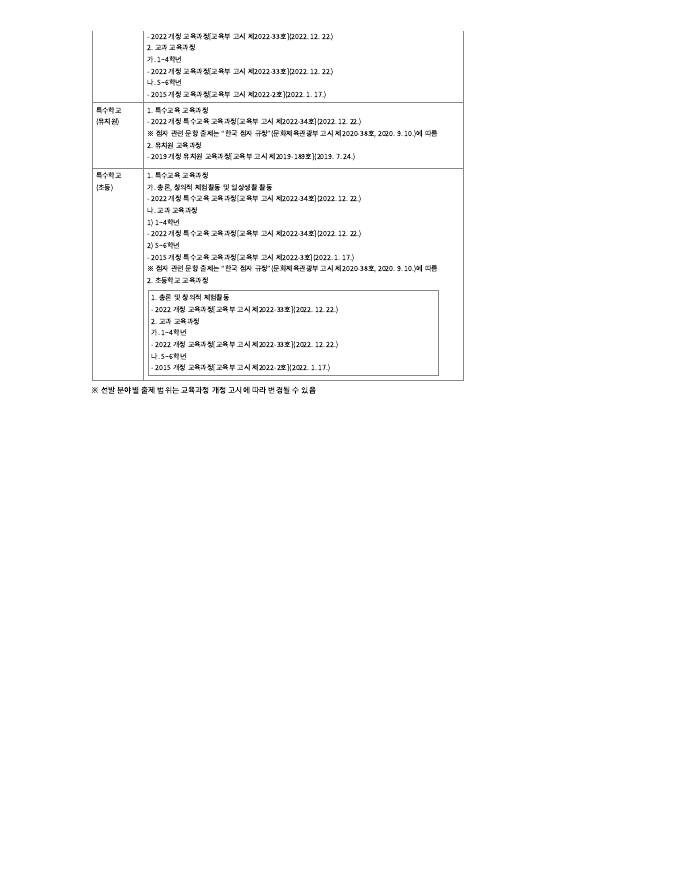 - 2022 개정 교육과정[교육부 고시 제2022-33호](2022. 12. 22.)
2. 교과 교육과정
가. 1~4학년
- 2022 개정 교육과정[교육부 고시 제2022-33호](2022. 12. 22.)
나. 5~6학년
- 2015 개정 교육과정[교육부 고시 제2022-2호](2022. 1. 17.)
특수학교
(유치원)
1. 특수교육 교육과정
- 2022 개정 특수교육 교육과정[교육부 고시 제2022-34호](2022. 12. 22.)
※ 점자 관련 문항 출제는 "한국 점자 규정"(문화체육관광부 고시 제2020-38호, 2020. 9. 10.)에 따름
2. 유치원 교육과정
- 2019 개정 유치원 교육과정[교육부 고시 제2019-189호](2019. 7. 24.)
특수학교
(초등)
1. 특수교육 교육과정
가. 총론, 창의적 체험활동 및 일상생활 활동
- 2022 개정 특수교육 교육과정[교육부 고시 제2022-34호](2022. 12. 22.)
나. 교과 교육과정
1) 1~4학년
- 2022 개정 특수교육 교육과정[교육부 고시 제2022-34호](2022. 12. 22.)
2) 5~6학년
- 2015 개정 특수교육 교육과정[교육부 고시 제2022-3호](2022. 1. 17.)
※ 점자 관련 문항 출제는 "한국 점자 규정"(문화체육관광부 고시 제2020-38호, 2020. 9. 10.)에 따름
2. 초등학교 교육과정
1. 총론 및 창의적 체험활동
- 2022 개정 교육과정[교육부 고시 제2022-33호](2022. 12. 22.)
2. 교과 교육과정
가. 1~4학년
- 2022 개정 교육과정[교육부 고시 제2022-33호](2022. 12. 22.)
나. 5~6학년
- 2015 개정 교육과정[교육부 고시 제2022-2호](2022. 1. 17.)
※ 선발 분야별 출제 범위는 교육과정 개정 고시에 따라 변경될 수 있음